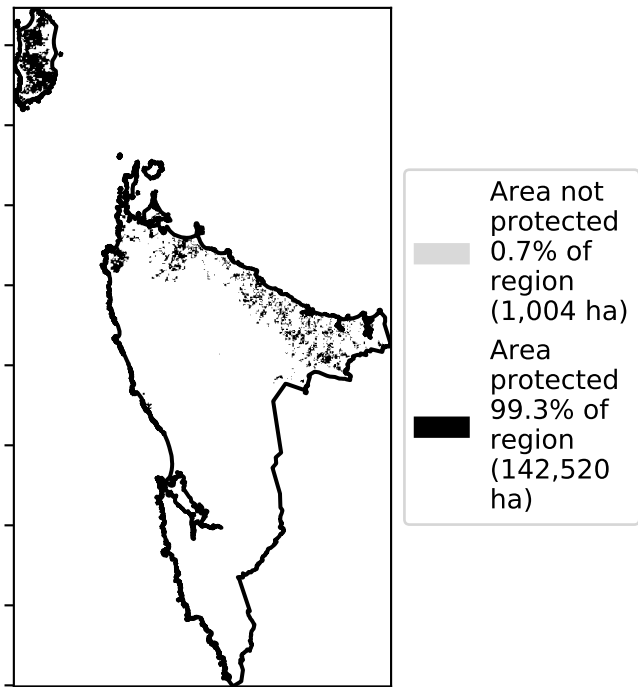 Area not
protected
0.7% of
region
(1,004 ha)
Area
protected
99.3% of
region
(142,520
ha)